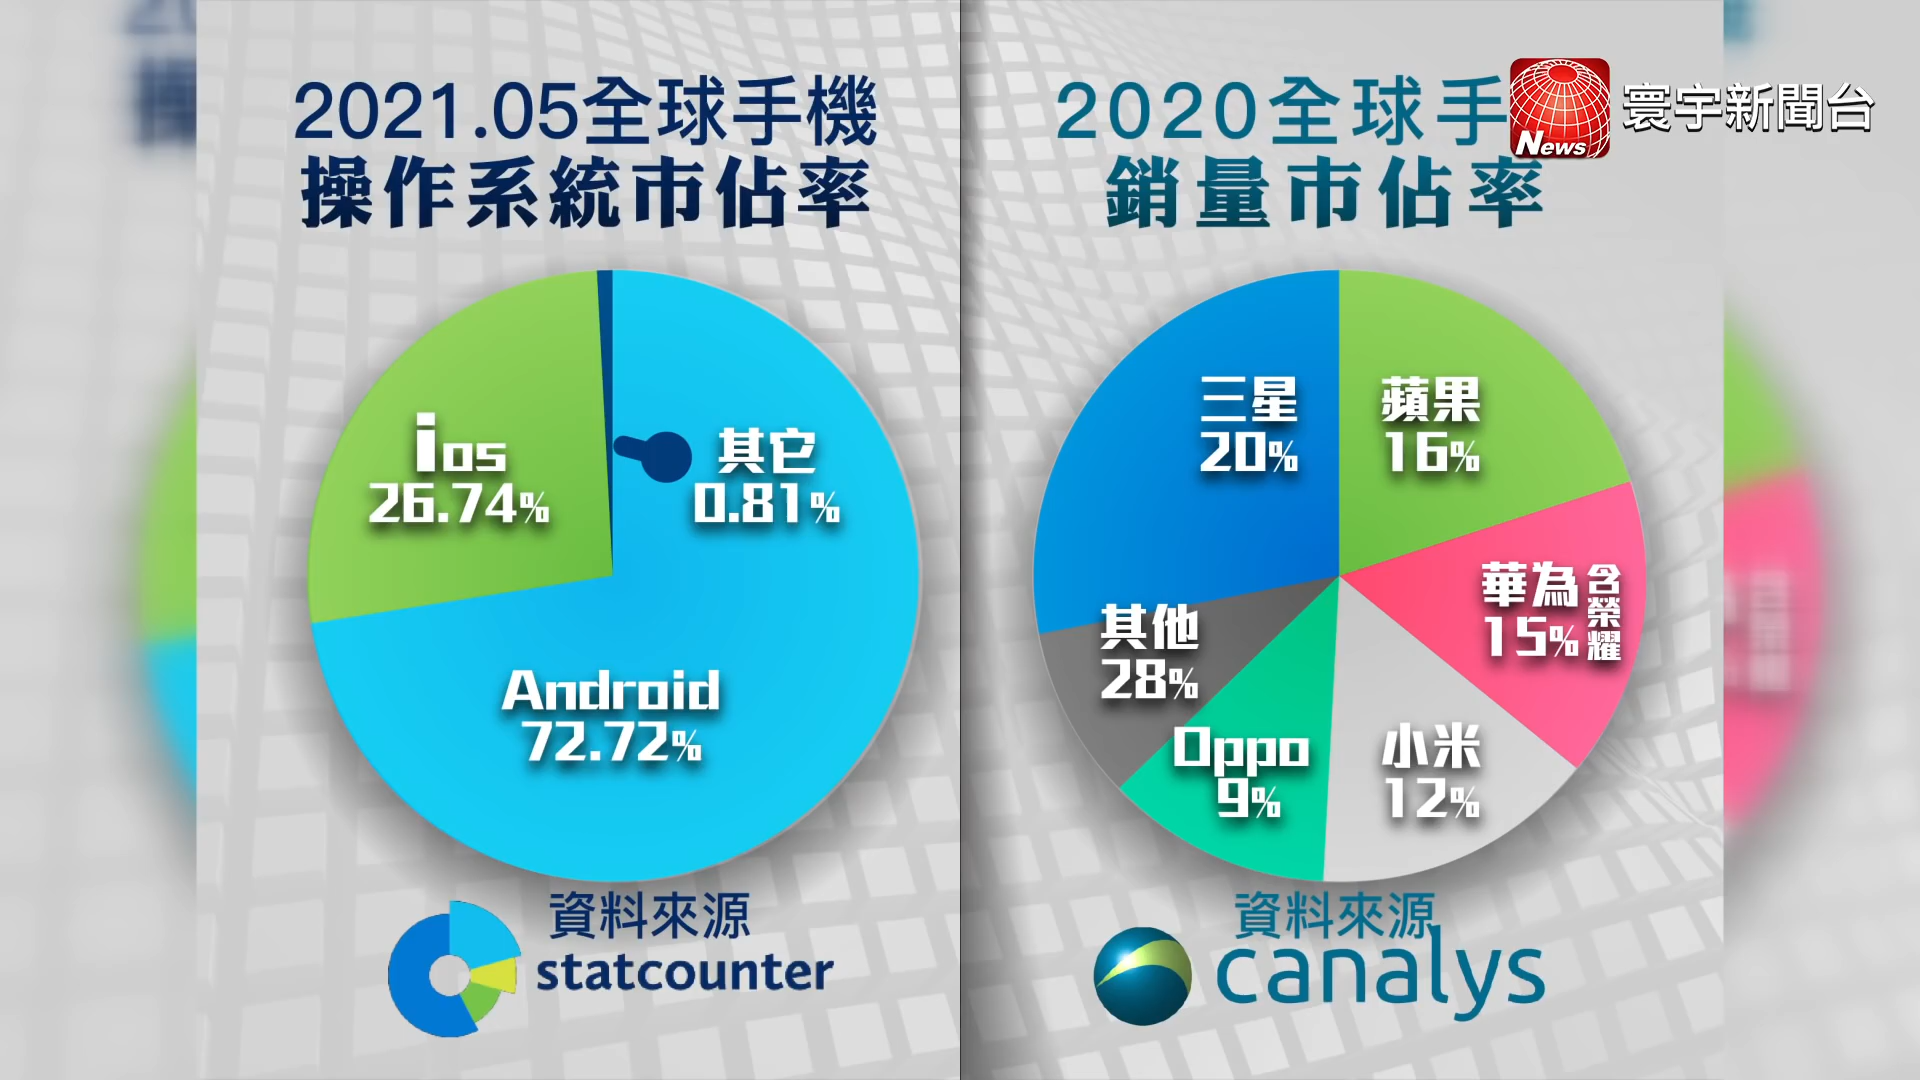 2021.05全球手機
操作系統市佔率
ios
26.74%
其它
0.81%
Android
72.72%
資料來源
statcounter
2020全球手
銷量市佔率
三星
20%
蘋果
16%
華為含榮耀
15%
其他
28%
Oppo
9%
小米
12%
資料來源
canalys
News
寰宇新聞台